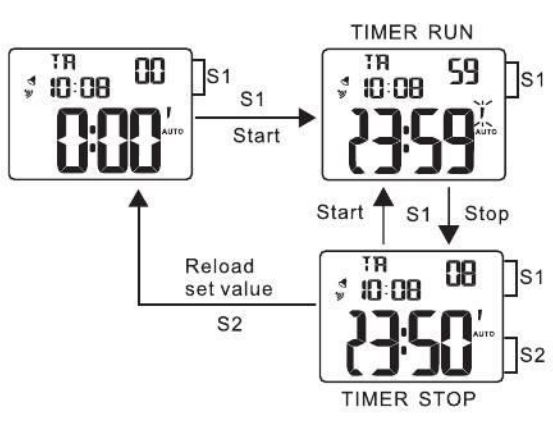 TIMER RUN
TR 00
10:08
0:00' AUTO
S1
S1
Start
TR 59
10:08
23:59' AUTO
S1
Start S1 Stop
Reload
set value
S2
TR 08
10:08
23:50' AUTO
S1
S2
TIMER STOP